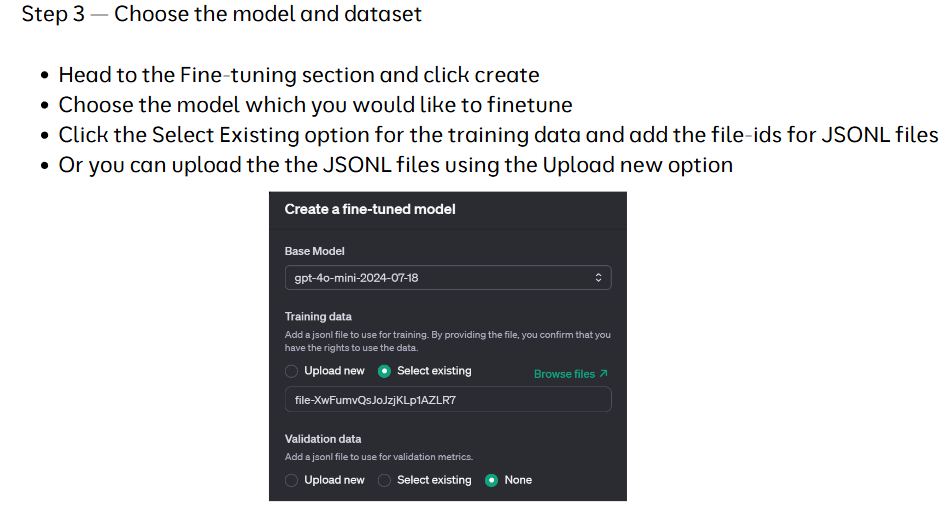 Step 3 — Choose the model and dataset
• Head to the Fine-tuning section and click create
• Choose the model which you would like to finetune
• Click the Select Existing option for the training data and add the file-ids for JSONL files
• Or you can upload the the JSONL files using the Upload new option
Create a fine-tuned model
Base Model
gpt-4o-mini-2024-07-18
Training data
Add a jsonl file to use for training. By providing the file, you confirm that you
have the rights to use the data.
Upload new Select existing Browse files ↗
file-XwFumvQsJoJzjKLp1AZLR7
Validation data
Add a jsonl file to use for validation metrics.
Upload new Select existing None